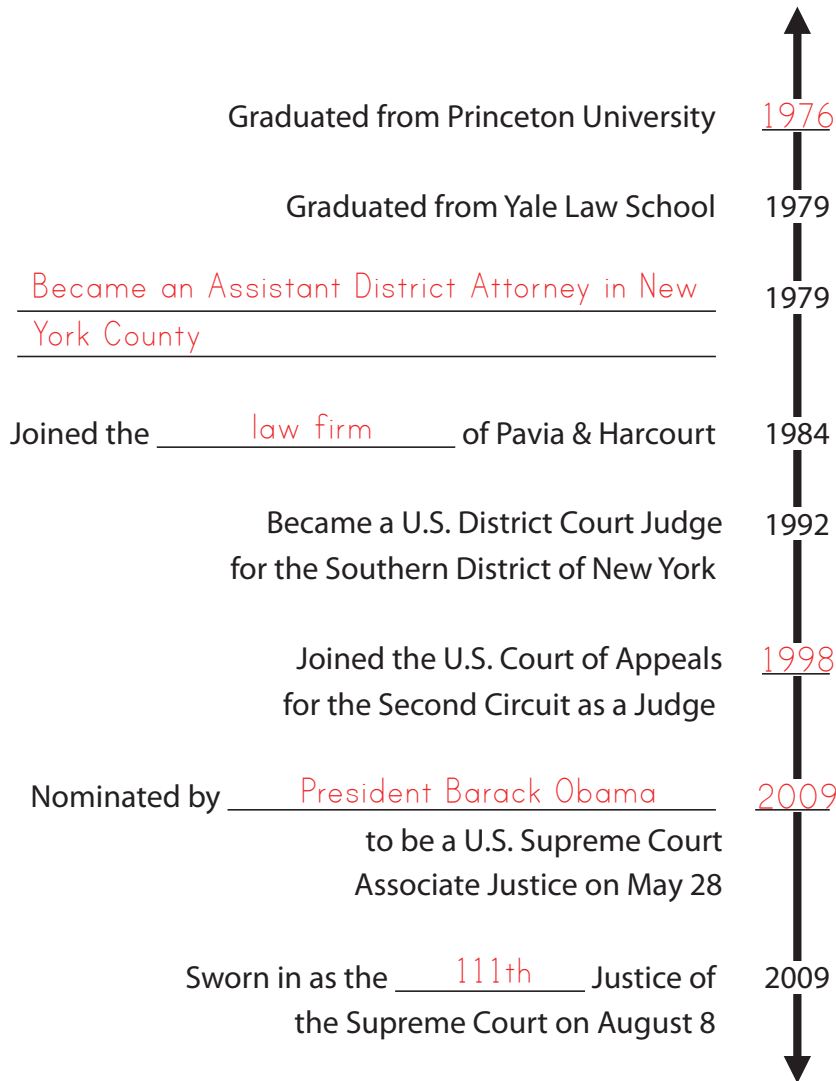 Graduated from Princeton University 1976
Graduated from Yale Law School 1979
Became an Assistant District Attorney in New 1979
York County
Joined the law firm of Pavia & Harcourt 1984
Became a U.S. District Court Judge 1992
for the Southern District of New York
Joined the U.S. Court of Appeals 1998
for the Second Circuit as a Judge
Nominated by President Barack Obama 2009
to be a U.S. Supreme Court
Associate Justice on May 28
Sworn in as the 111th Justice of 2009
the Supreme Court on August 8